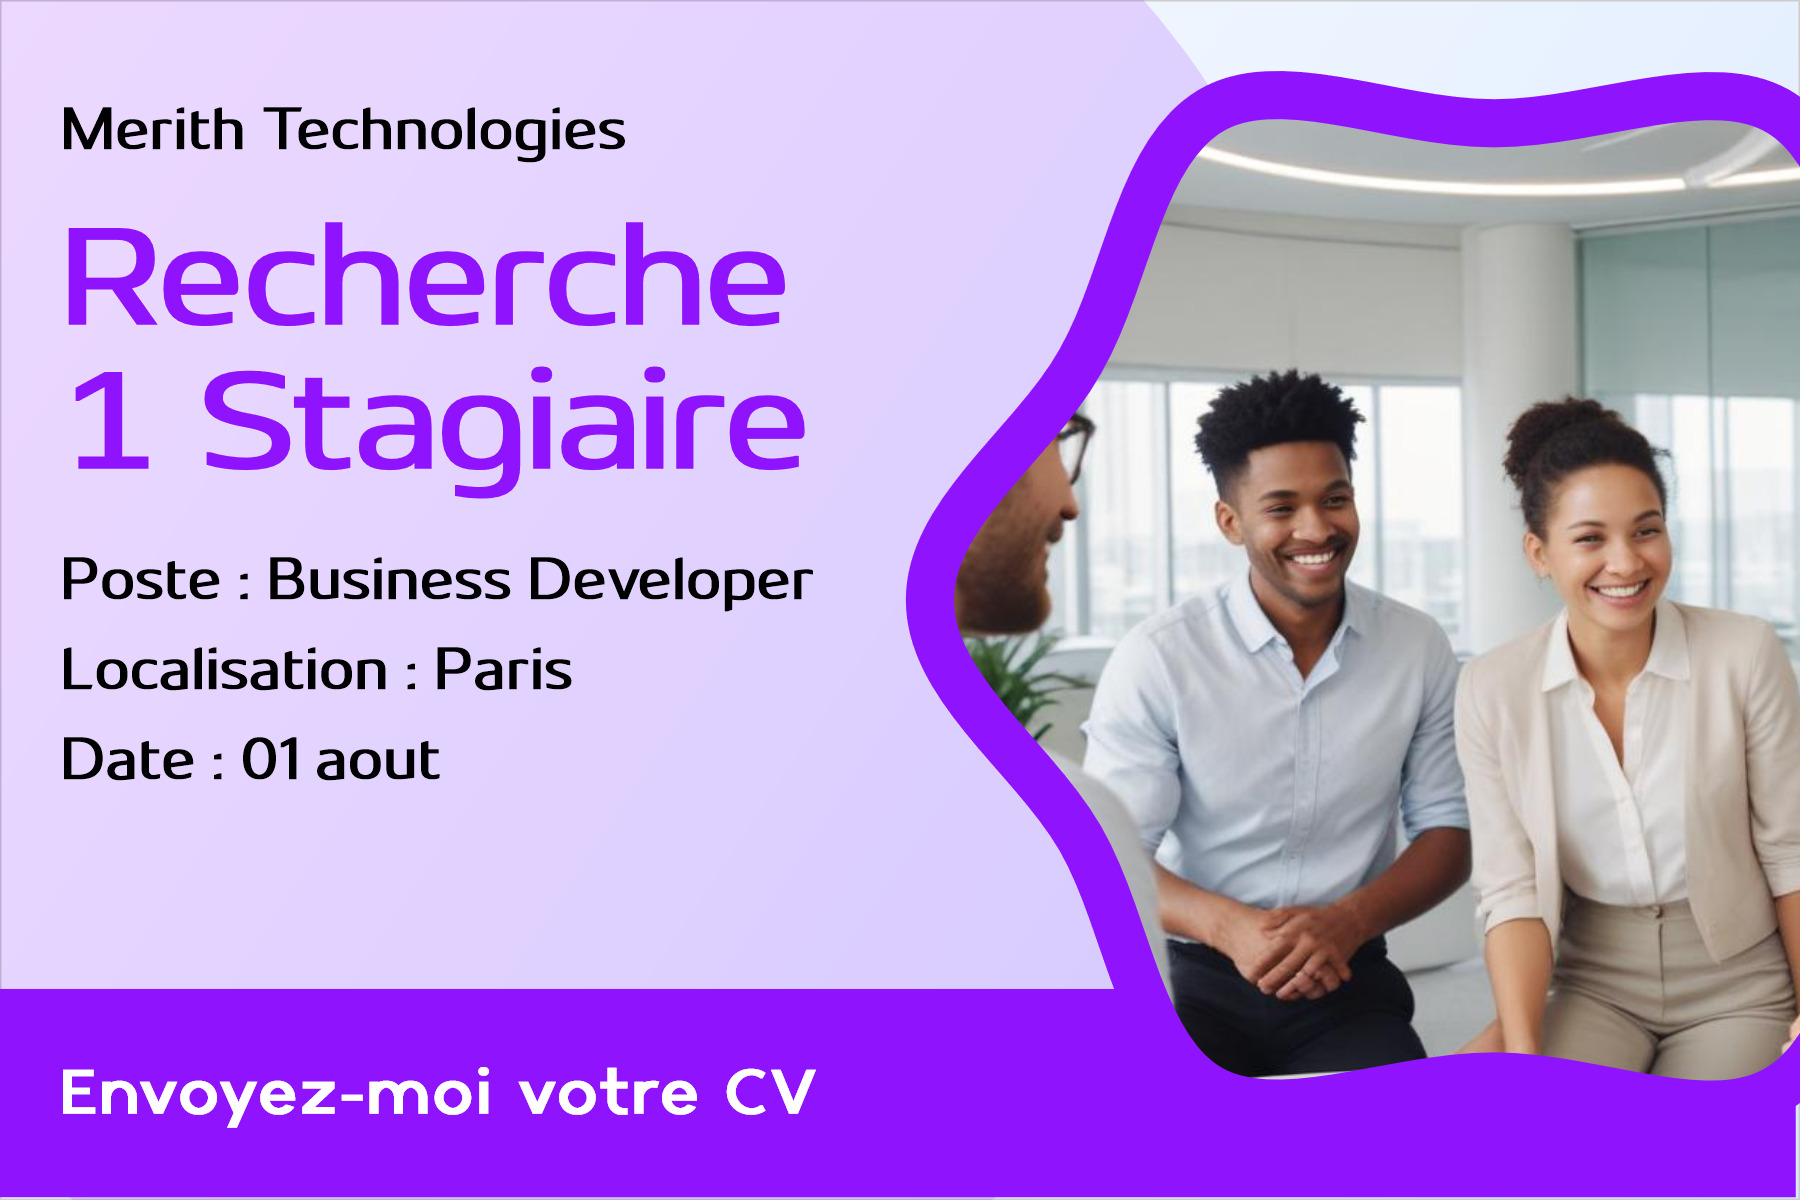 Merith Technologies
Recherche
1 Stagiaire
Poste : Business Developer
Localisation : Paris
Date : 01 aout
Envoyez-moi votre CV